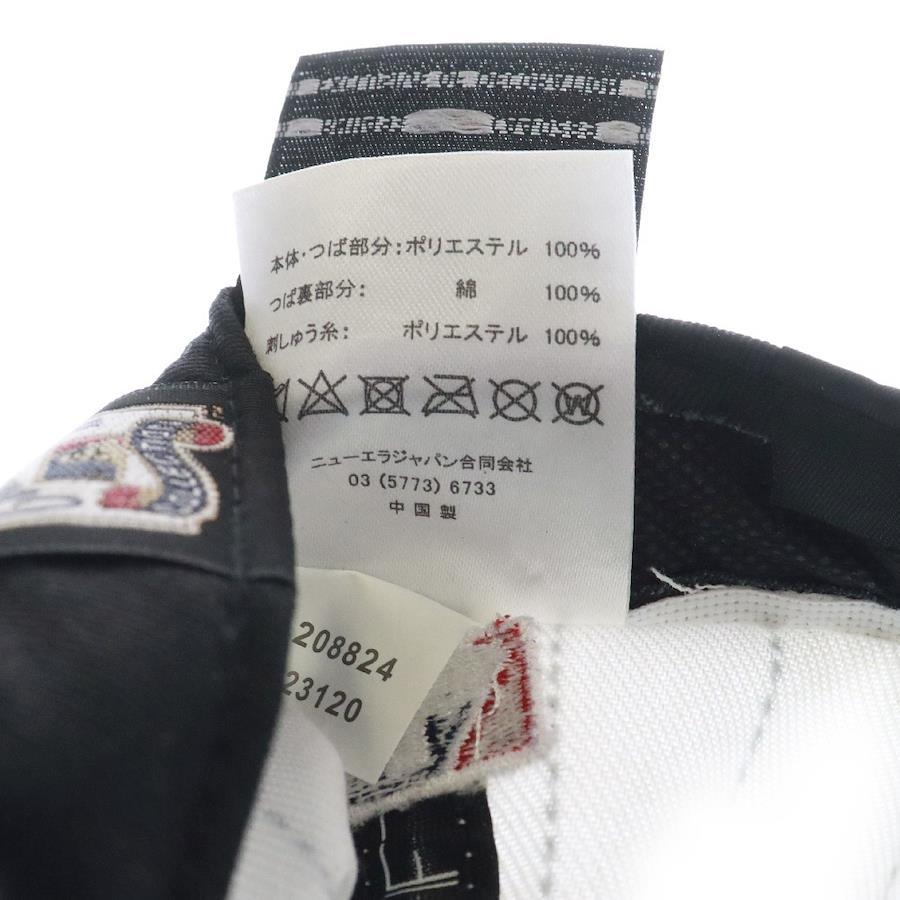 本体・つば部分:ポリエステル 100%
つば裏部分: 綿 100%
刺しゅう糸: ポリエステル 100%
W
ニューエラジャパン合同会社
03 (5773) 6733
中国製
208824
23120